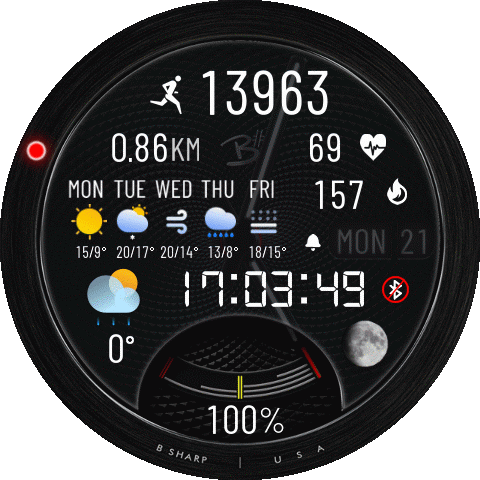 13963
0.86KM B# 69
MON TUE WED THU FRI 157
15/9° 20/17° 20/14° 13/8° 18/15° MON 21
17:03:49
0°
100%
B SHARP | USA